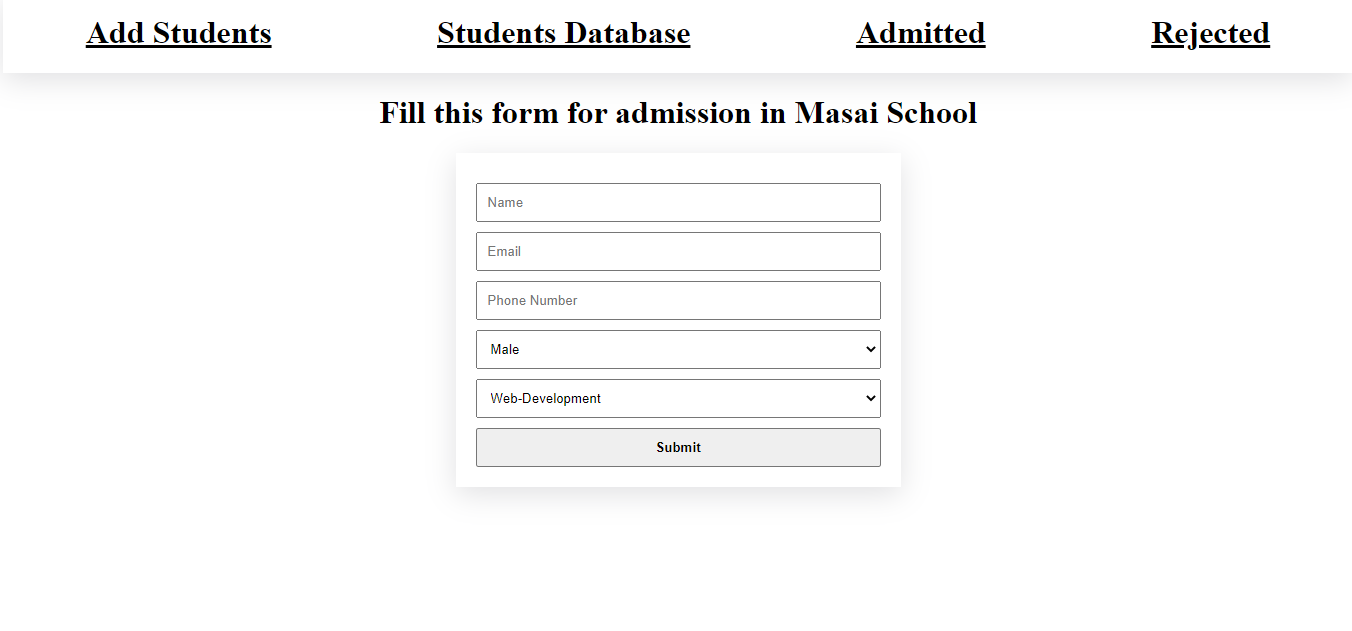 Add Students Students Database Admitted Rejected
Fill this form for admission in Masai School
Name
Email
Phone Number
Male
Web-Development
Submit